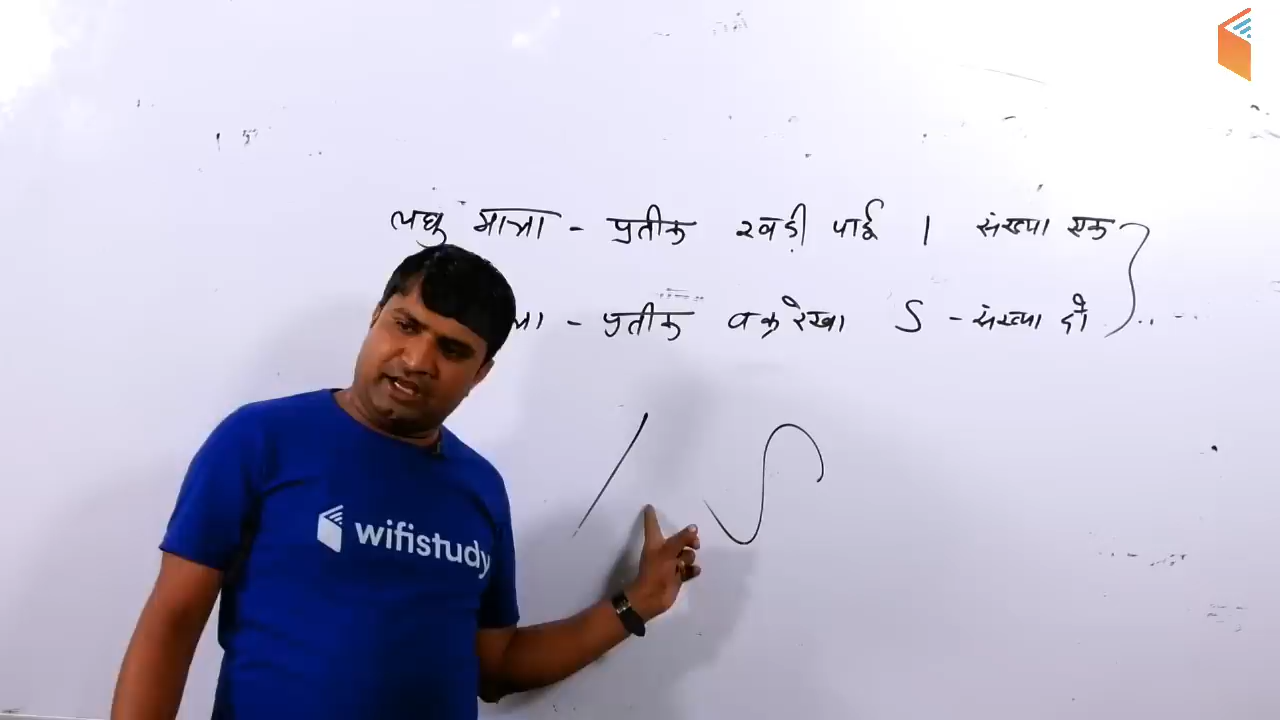 लघु मात्रा - प्रतीक खडी़ पाई । संख्या एक
- प्रतीक वक्र रेखा S - संख्या दो
/ S
wifistudy